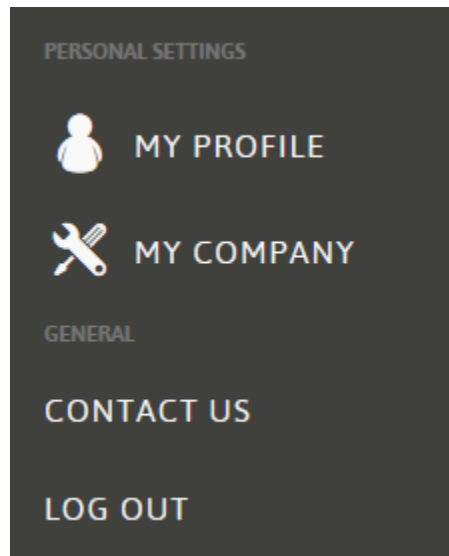 PERSONAL SETTINGS
MY PROFILE
MY COMPANY
GENERAL
CONTACT US
LOG OUT